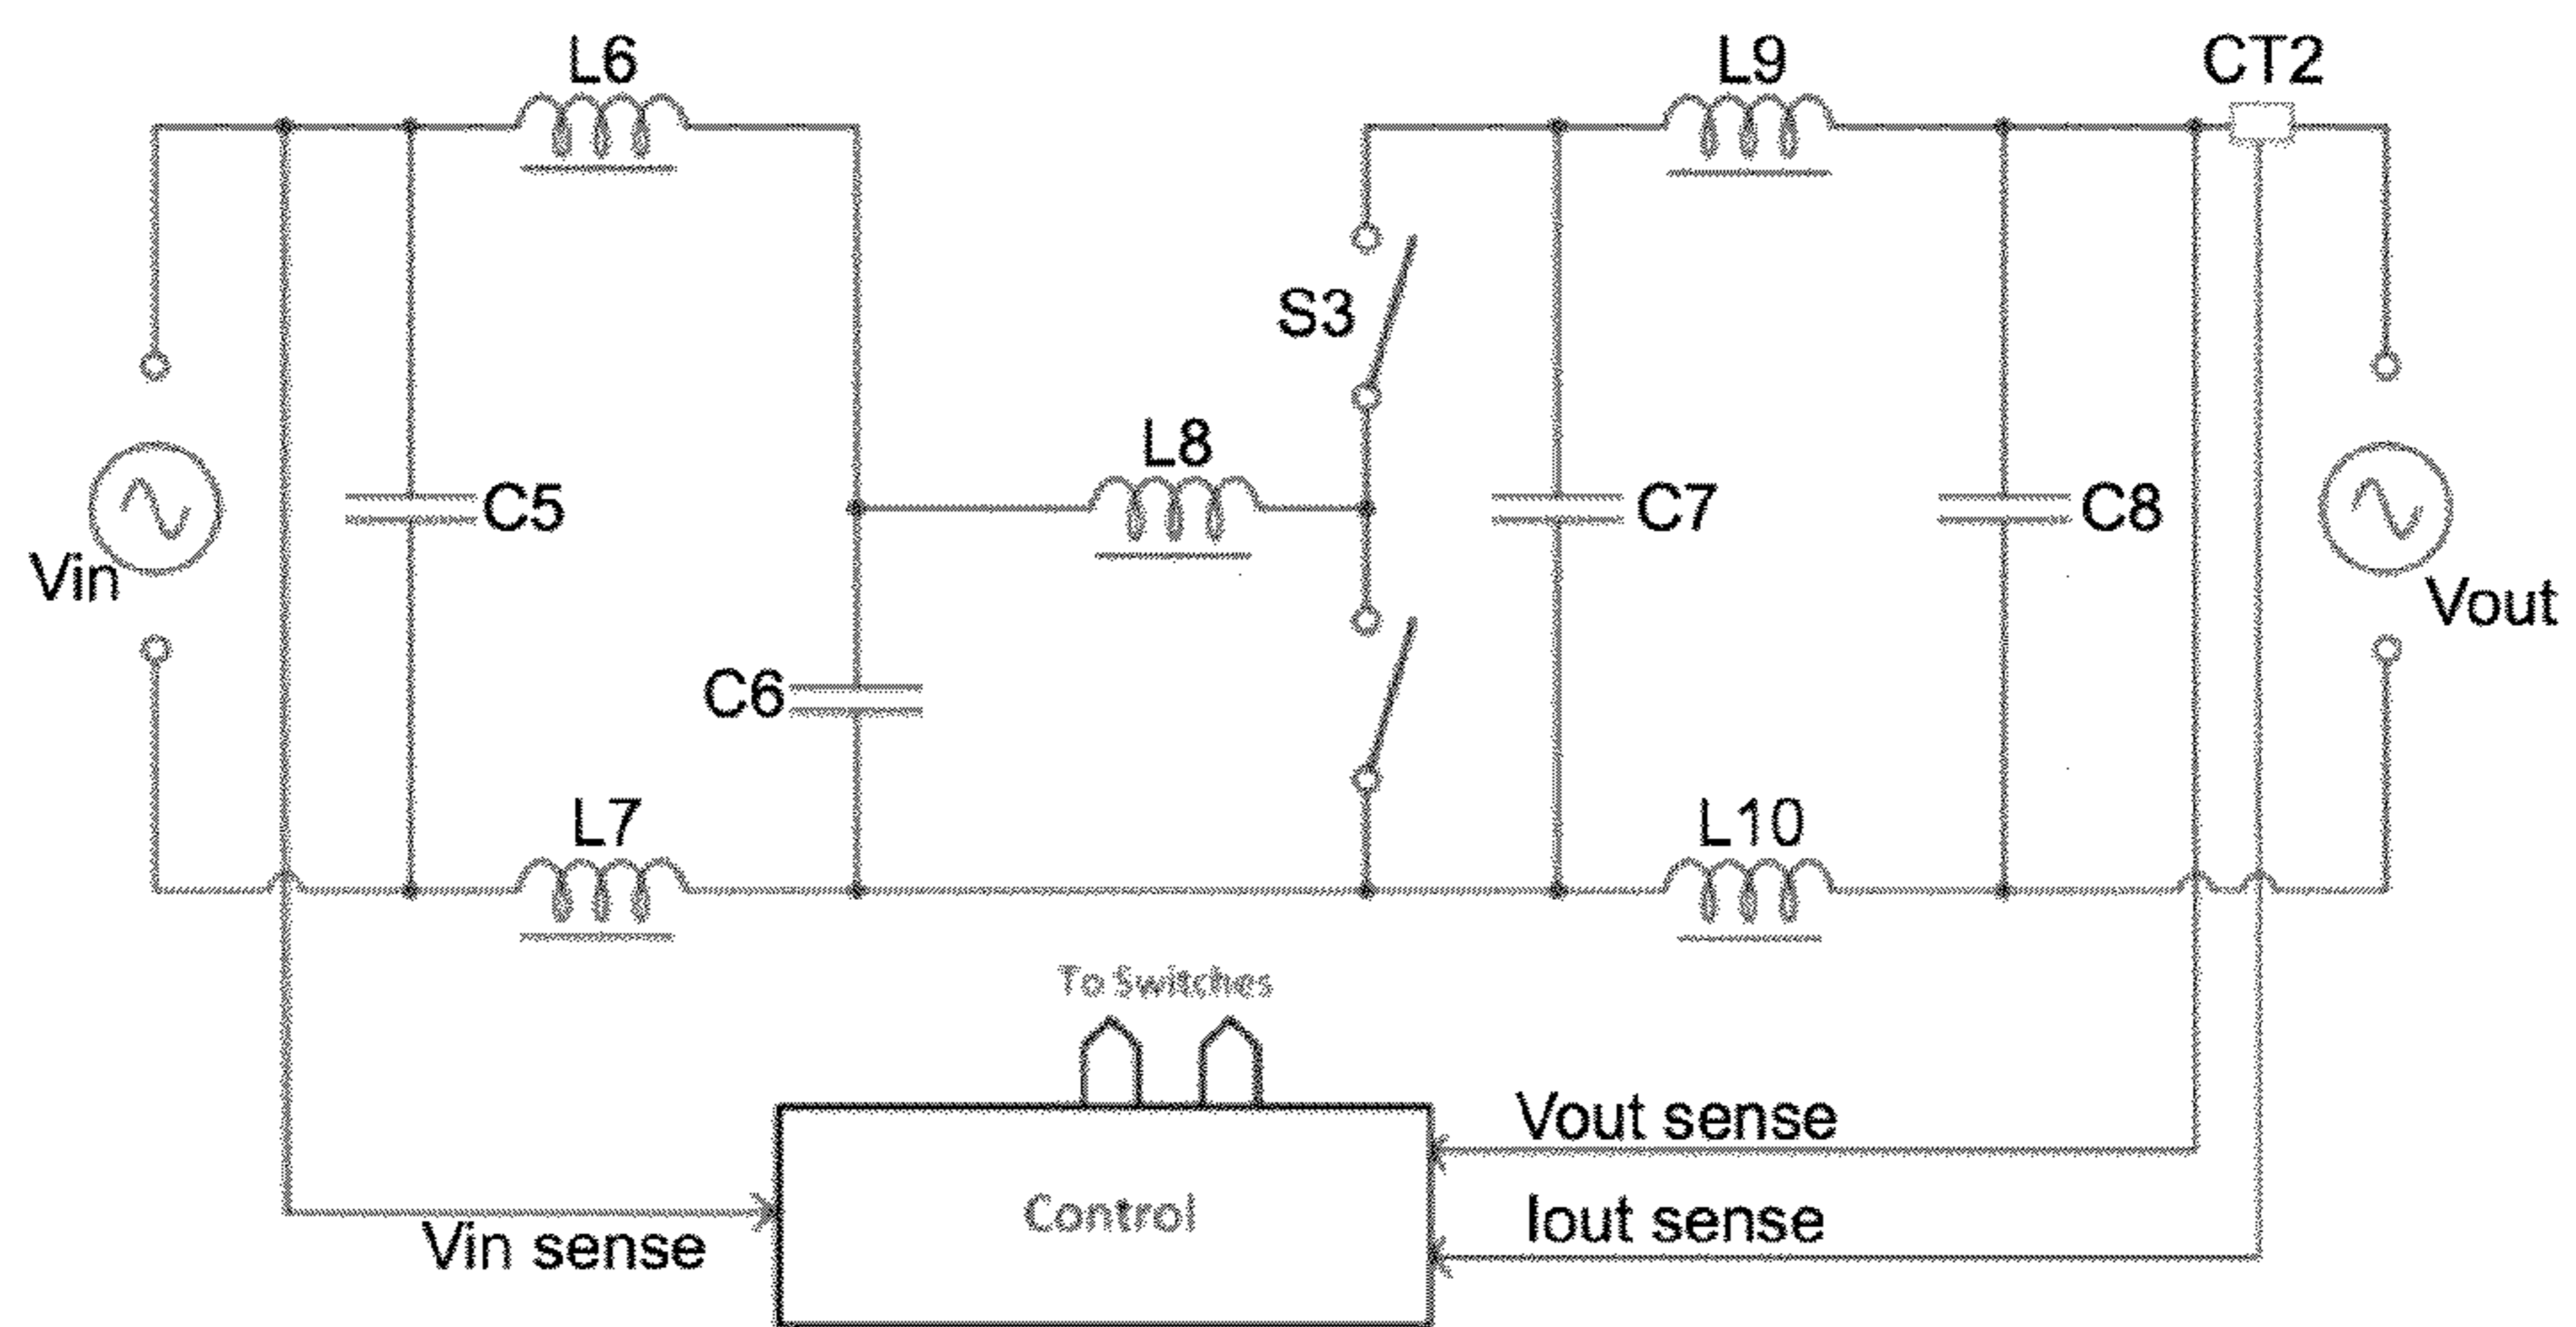 L6
L9
CT2
S3
L8
C5
C7
C8
Vin
Vout
C6
L7
L10
To Switches
Vout sense
Control
Iout sense
Vin sense